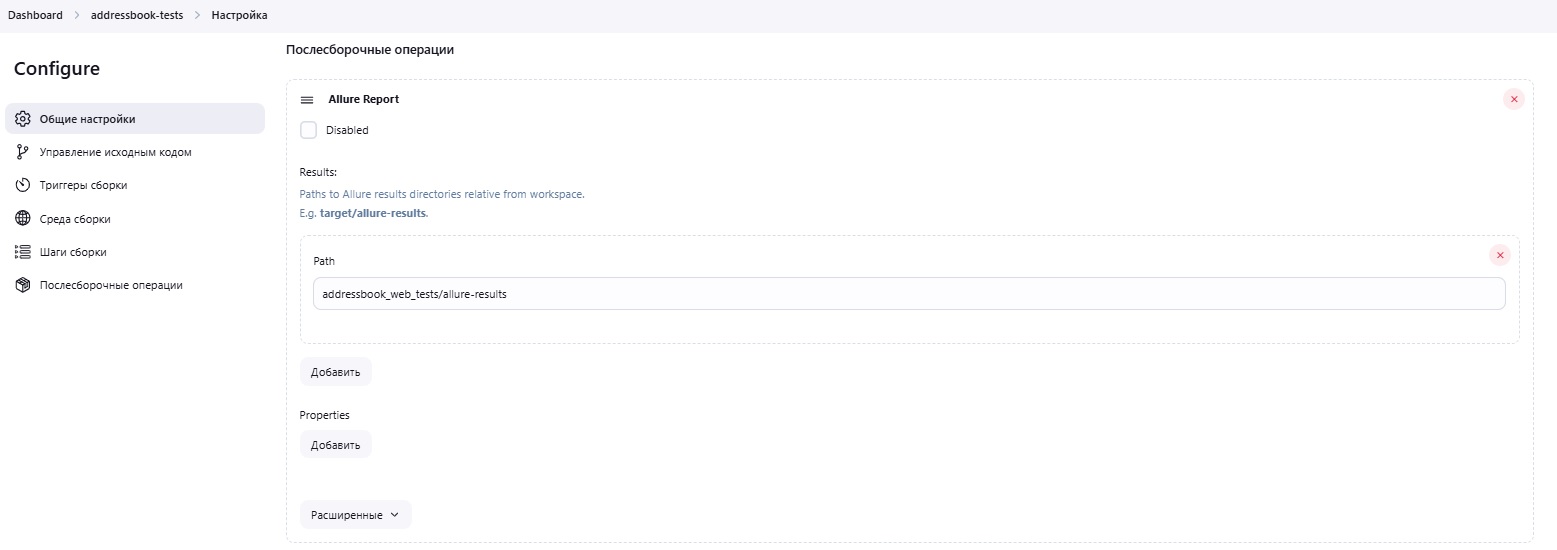 Dashboard > addressbook-tests > Настройка
Configure
Общие настройки
Управление исходным кодом
Триггеры сборки
Среда сборки
Шаги сборки
Послесборочные операции
Послесборочные операции
Allure Report
Disabled
Results:
Paths to Allure results directories relative from workspace.
E.g. target/allure-results.
Path
addressbook_web_tests/allure-results
Добавить
Properties
Добавить
Расширенные